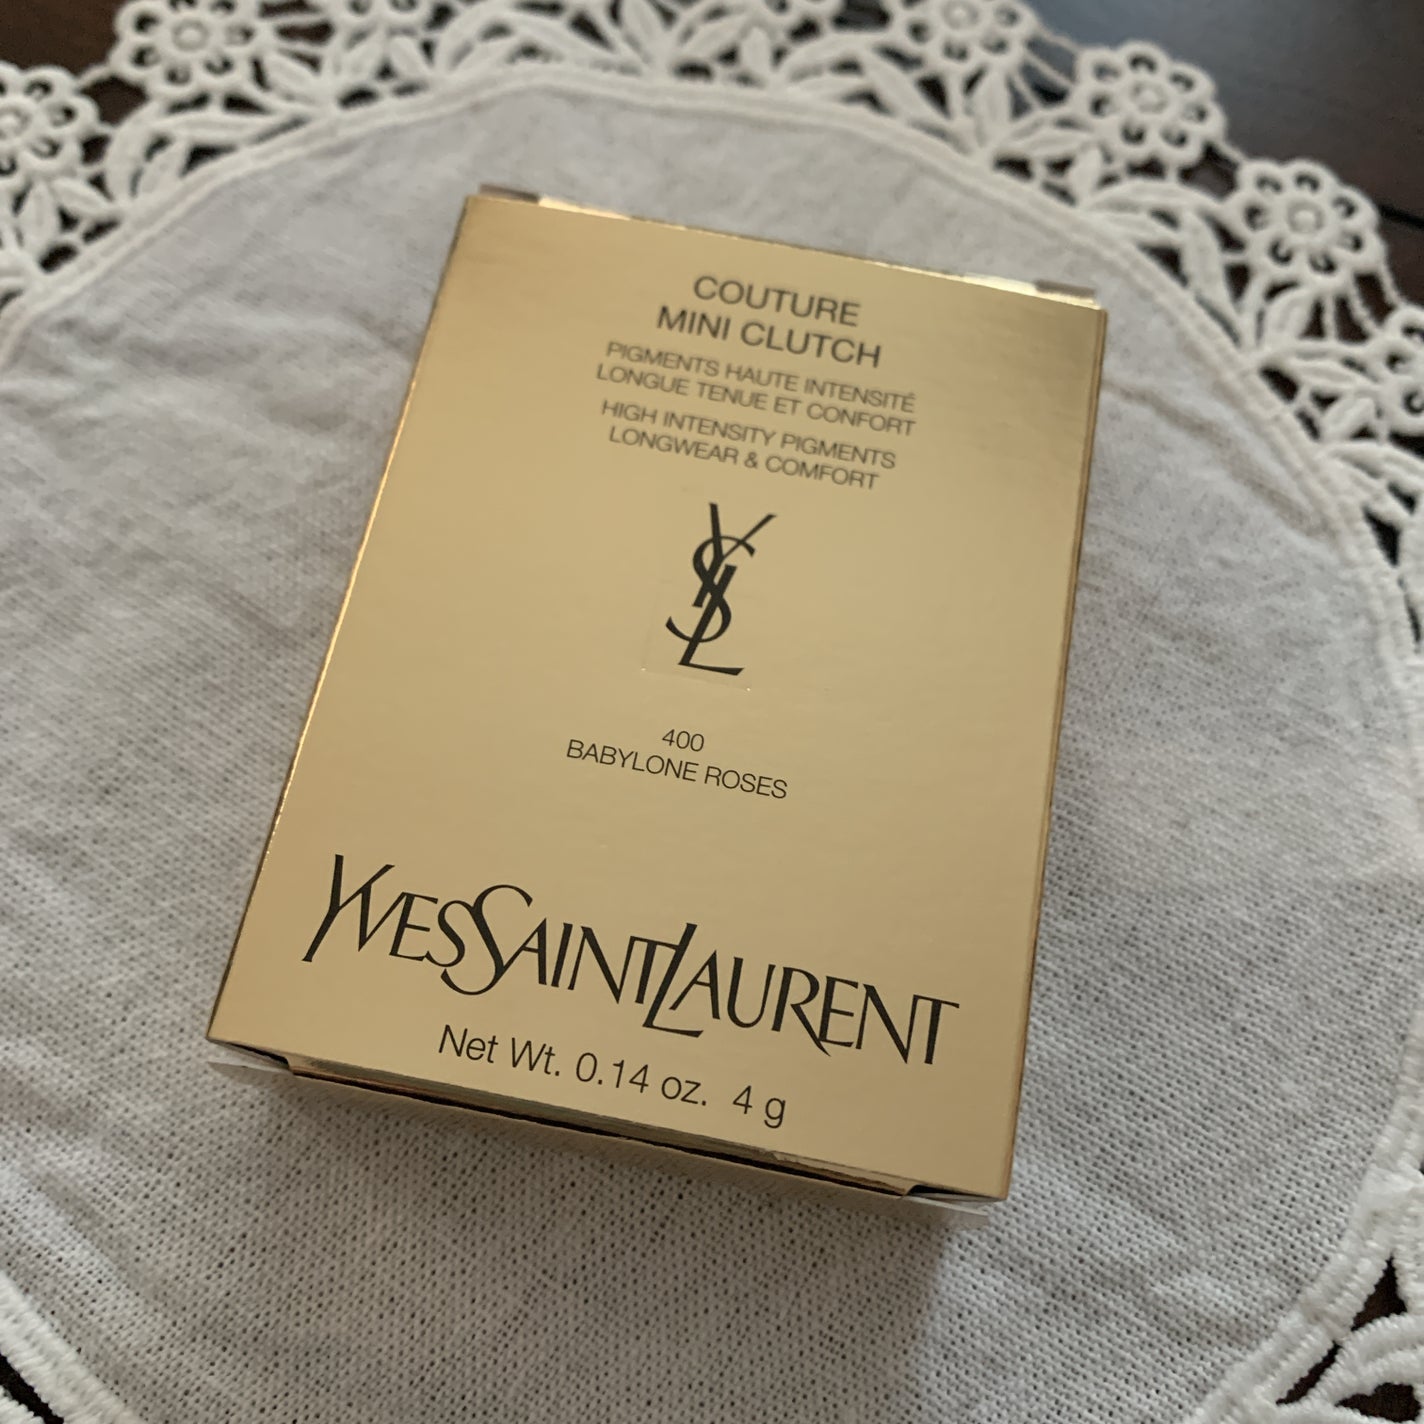 COUTURE
MINI CLUTCH
PIGMENTS HAUTE INTENSITÉ
LONGUE TENUE ET CONFORT
HIGH INTENSITY PIGMENTS
LONGWEAR & COMFORT
YSL
400
BABYLONE ROSES
YVESSAINTLAURENT
Net Wt. 0.14 oz. 4 g